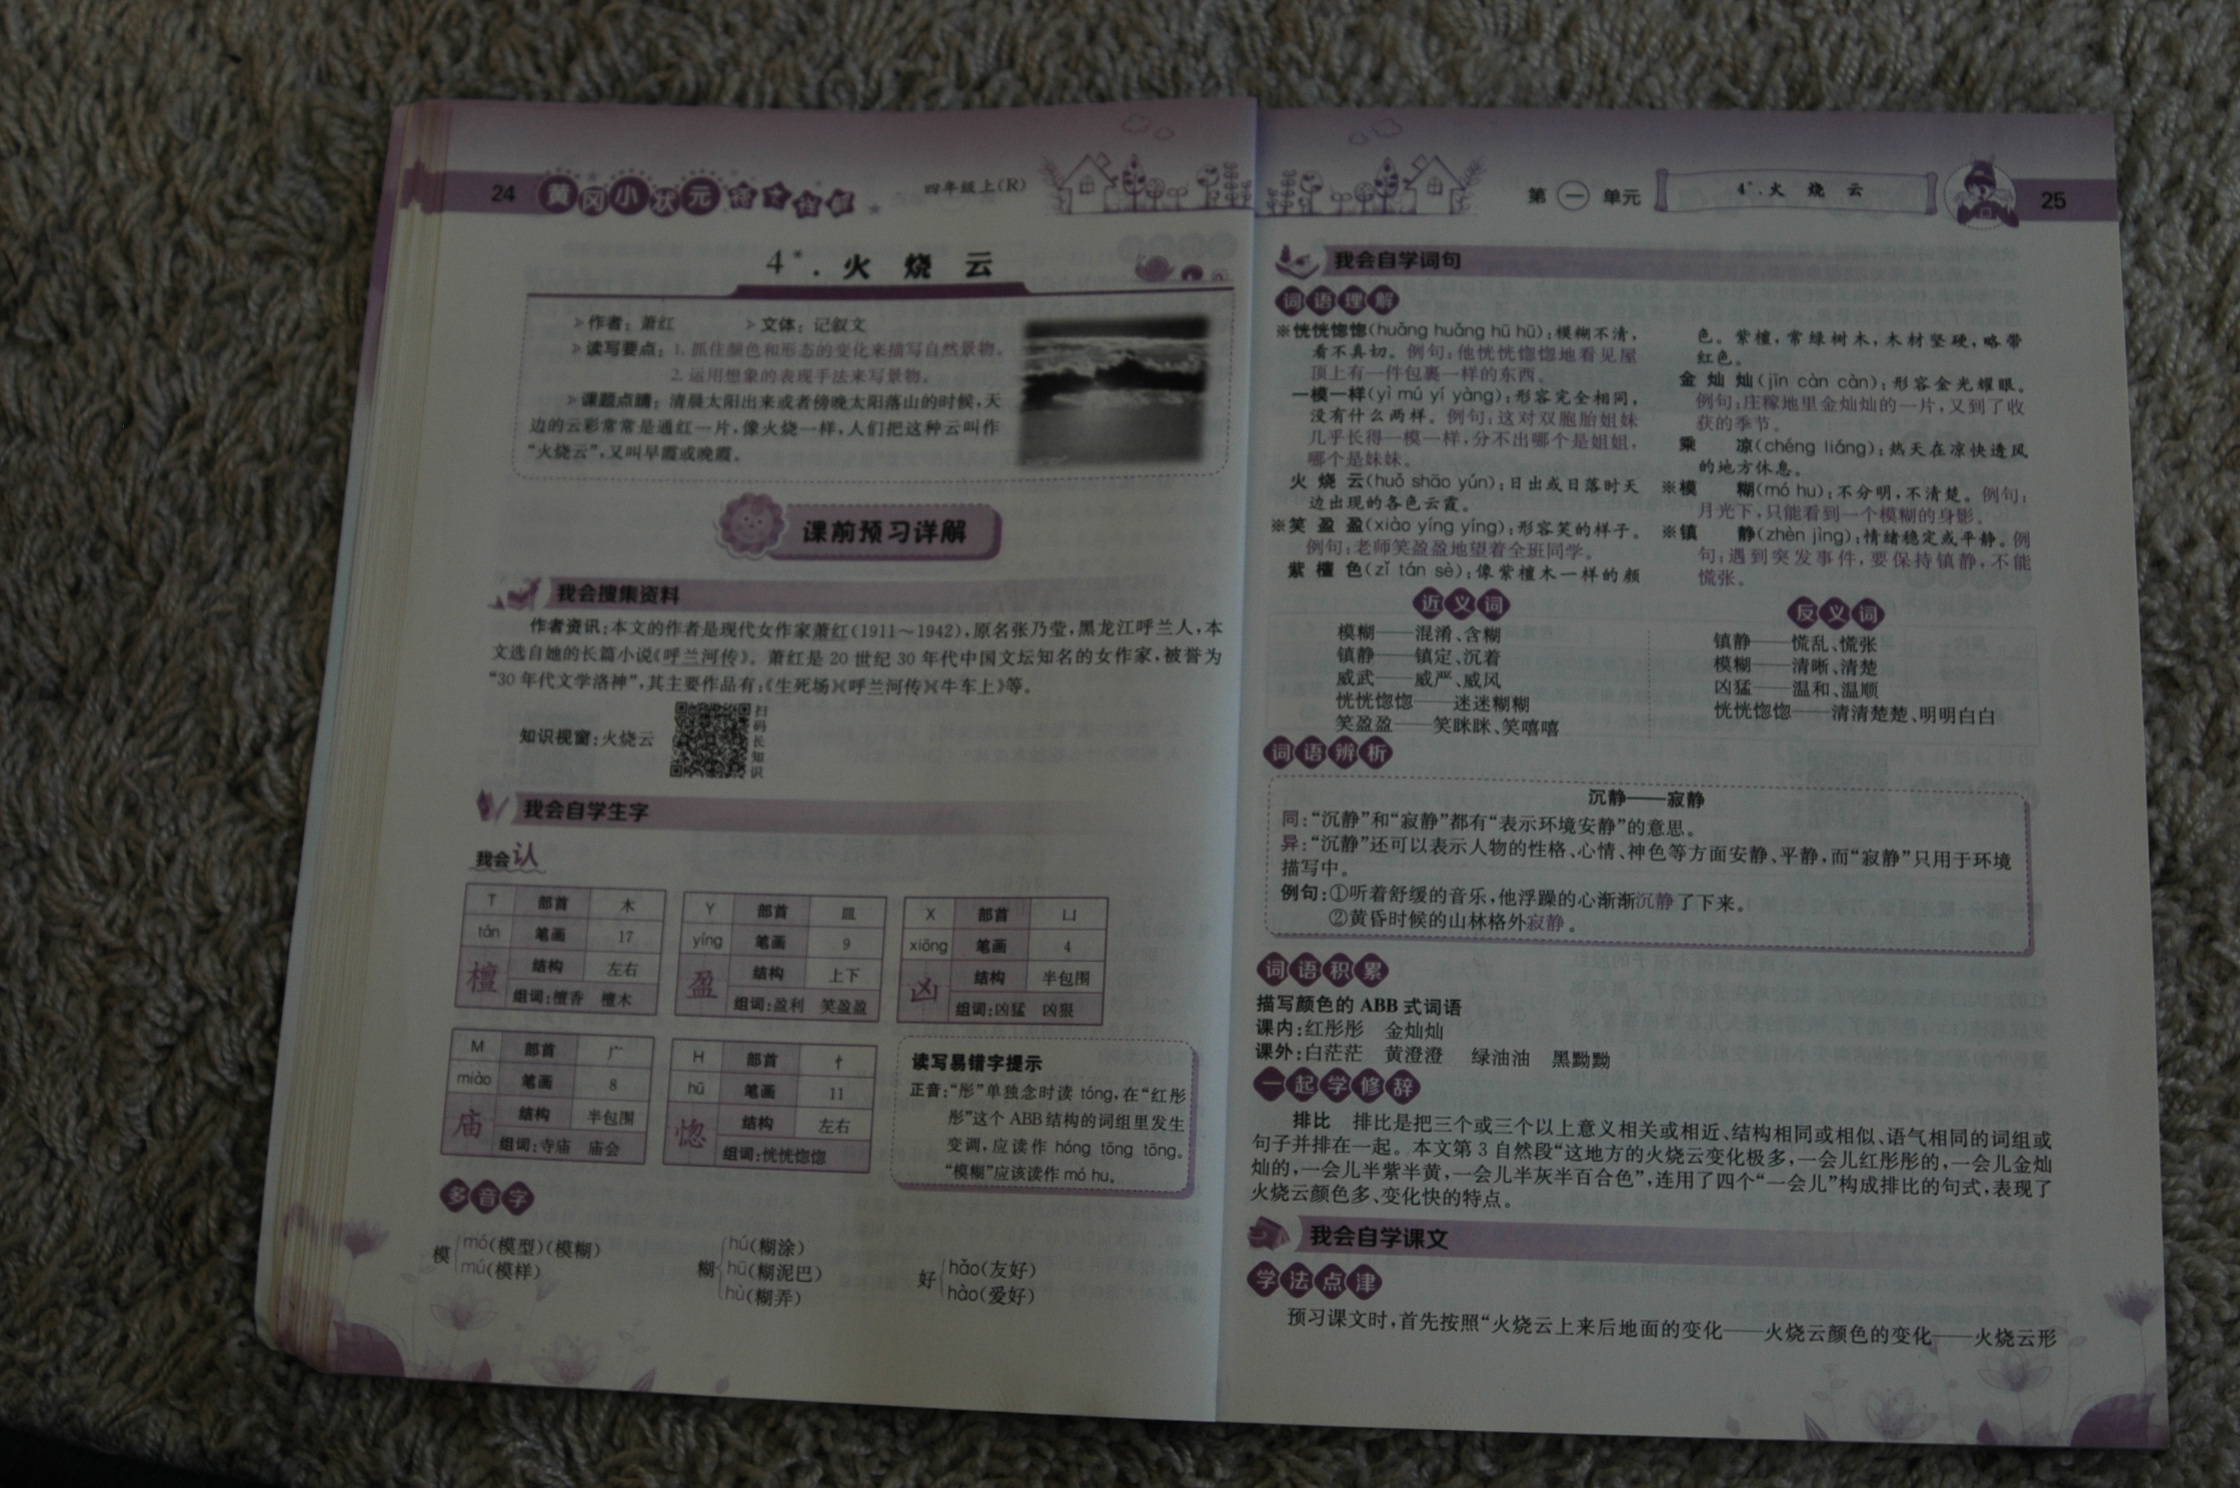 24 黄冈小状元 四年级上(R)
4*.火烧云
➢作者:萧红 ➢文体:记叙文
➢读写要点:1.抓住颜色和形态的变化来描写自然景物。
2.运用想象的表现手法来写景物。
➢课题点睛:清晨太阳出来或者傍晚太阳落山的时候,天
边的云彩常常是通红一片,像火烧一样,人们把这种云叫作
“火烧云”,又叫早霞或晚霞。
课前预习详解
我会搜集资料
作者资讯:本文的作者是现代女作家萧红(1911～1942),原名张乃莹,黑龙江呼兰人,本
文选自她的长篇小说《呼兰河传》。萧红是20世纪30年代中国文坛知名的女作家,被誉为
“30年代文学洛神”,其主要作品有:《生死场》《呼兰河传》《牛车上》等。
知识视窗:火烧云
扫码长知识
我会自学生字
我会认
T 部首 木
tán 笔画 17
檀 结构 左右
组词:檀香 檀木
Y 部首 皿
yíng 笔画 9
盈 结构 上下
组词:盈利 笑盈盈
X 部首 凵
xiōng 笔画 4
凶 结构 半包围
组词:凶猛 凶狠
M 部首 广
miào 笔画 8
庙 结构 半包围
组词:寺庙 庙会
H 部首 忄
hū 笔画 11
惚 结构 左右
组词:恍恍惚惚
读写易错字提示
正音:“彤”单独念时读 tóng,在“红彤
彤”这个ABB结构的词组里发生
变调,应读作 hóng tōng tōng。
“模糊”应该读作 mó hu。
多音字
模{mó(模型)(模糊)
mú(模样)
糊{hú(糊涂)
hū(糊泥巴)
hù(糊弄)
好{hǎo(友好)
hào(爱好)
第一单元 4*.火烧云 25
我会自学词句
词语理解
※恍恍惚惚(huǎng huǎng hū hū):模糊不清,
看不真切。例句:他恍恍惚惚地看见屋
顶上有一件包裹一样的东西。
一模一样(yì mú yí yàng):形容完全相同,
没有什么两样。例句:这对双胞胎姐妹
几乎长得一模一样,分不出哪个是姐姐,
哪个是妹妹。
火烧云(huǒ shāo yún):日出或日落时天
边出现的各色云霞。
※笑盈盈(xiào yíng yíng):形容笑的样子。
例句:老师笑盈盈地望着全班同学。
紫檀色(zǐ tán sè):像紫檀木一样的颜
色。紫檀,常绿树木,木材坚硬,略带
红色。
金灿灿(jīn càn càn):形容金光耀眼。
例句:庄稼地里金灿灿的一片,又到了收
获的季节。
乘凉(chéng liáng):热天在凉快透风
的地方休息。
※模糊(mó hu):不分明,不清楚。例句:
月光下,只能看到一个模糊的身影。
※镇静(zhèn jìng):情绪稳定或平静。例
句:遇到突发事件,要保持镇静,不能
慌张。
近义词
模糊——混淆、含糊
镇静——镇定、沉着
威武——威严、威风
恍恍惚惚——迷迷糊糊
笑盈盈——笑眯眯、笑嘻嘻
反义词
镇静——慌乱、慌张
模糊——清晰、清楚
凶猛——温和、温顺
恍恍惚惚——清清楚楚、明明白白
词语辨析
沉静——寂静
同:“沉静”和“寂静”都有“表示环境安静”的意思。
异:“沉静”还可以表示人物的性格、心情、神色等方面安静、平静,而“寂静”只用于环境
描写中。
例句:①听着舒缓的音乐,他浮躁的心渐渐沉静了下来。
②黄昏时候的山林格外寂静。
词语积累
描写颜色的ABB式词语
课内:红彤彤 金灿灿
课外:白茫茫 黄澄澄 绿油油 黑黝黝
一起学修辞
排比 排比是把三个或三个以上意义相关或相近、结构相同或相似、语气相同的词组或
句子并排在一起。本文第3自然段“这地方的火烧云变化极多,一会儿红彤彤的,一会儿金灿
灿的,一会儿半紫半黄,一会儿半灰半百合色”,连用了四个“一会儿”构成排比的句式,表现了
火烧云颜色多、变化快的特点。
我会自学课文
学法点津
预习课文时,首先按照“火烧云上来后地面的变化——火烧云颜色的变化——火烧云形